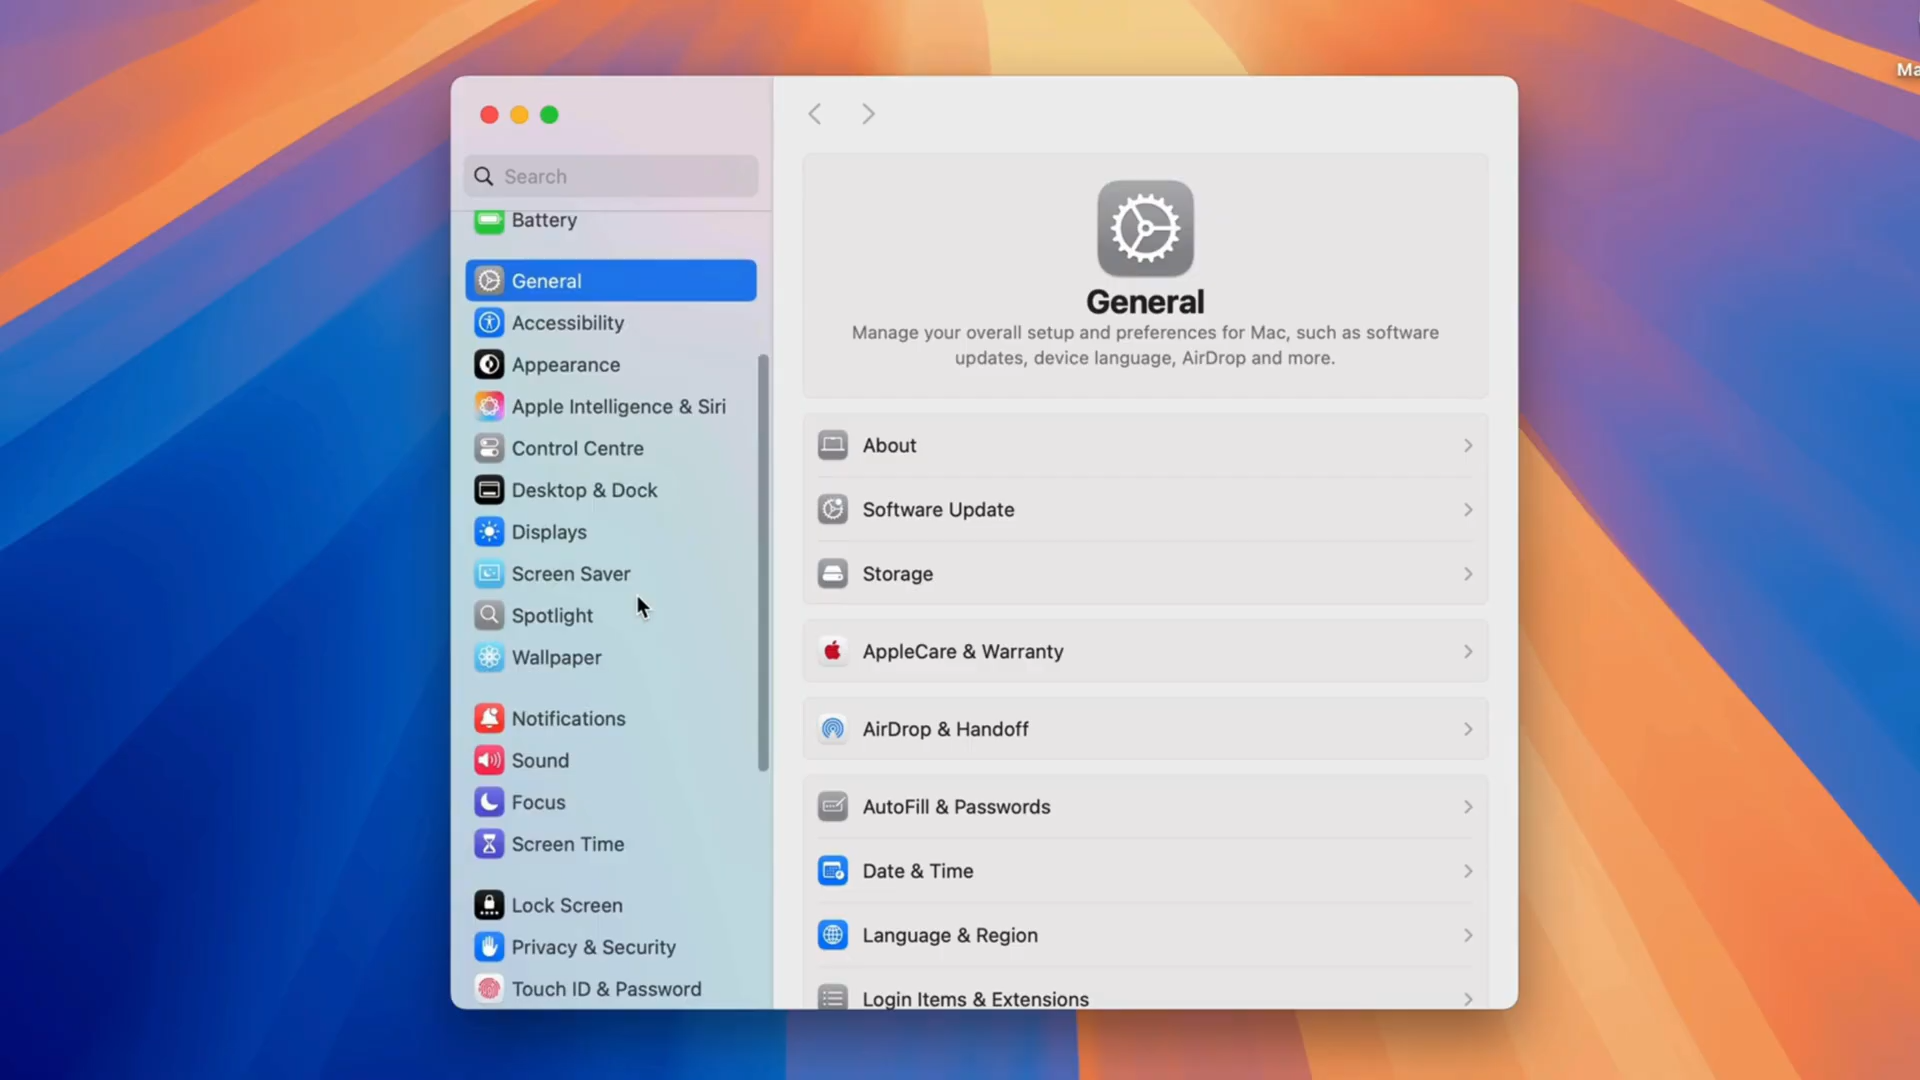 Ma
Search
Battery
General
Accessibility
Appearance
Apple Intelligence & Siri
Control Centre
Desktop & Dock
Displays
Screen Saver
Spotlight
Wallpaper
Notifications
Sound
Focus
Screen Time
Lock Screen
Privacy & Security
Touch ID & Password
General
Manage your overall setup and preferences for Mac, such as software
updates, device language, AirDrop and more.
About
Software Update
Storage
AppleCare & Warranty
AirDrop & Handoff
AutoFill & Passwords
Date & Time
Language & Region
Login Items & Extensions